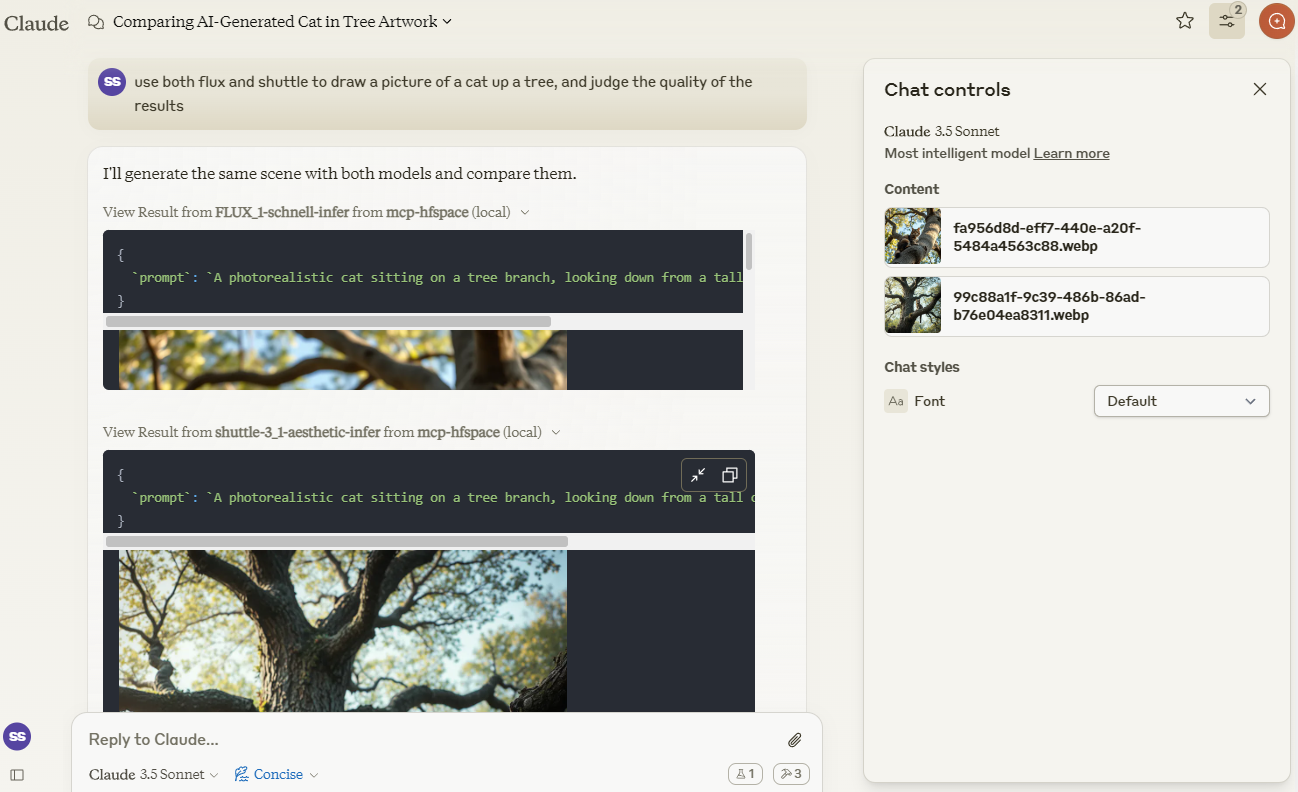 Claude
Comparing AI-Generated Cat in Tree Artwork
2
SS
use both flux and shuttle to draw a picture of a cat up a tree, and judge the quality of the
results
I'll generate the same scene with both models and compare them.
View Result from FLUX_1-schnell-infer from mcp-hfspace (local)
{
`prompt`: `A photorealistic cat sitting on a tree branch, looking down from a tall
}
View Result from shuttle-3_1-aesthetic-infer from mcp-hfspace (local)
{
`prompt`: `A photorealistic cat sitting on a tree branch, looking down from a tall
}
SS
Reply to Claude...
Claude 3.5 Sonnet
Concise
1
3
Chat controls
Claude 3.5 Sonnet
Most intelligent model Learn more
Content
fa956d8d-eff7-440e-a20f-
5484a4563c88.webp
99c88a1f-9c39-486b-86ad-
b76e04ea8311.webp
Chat styles
Aa Font
Default